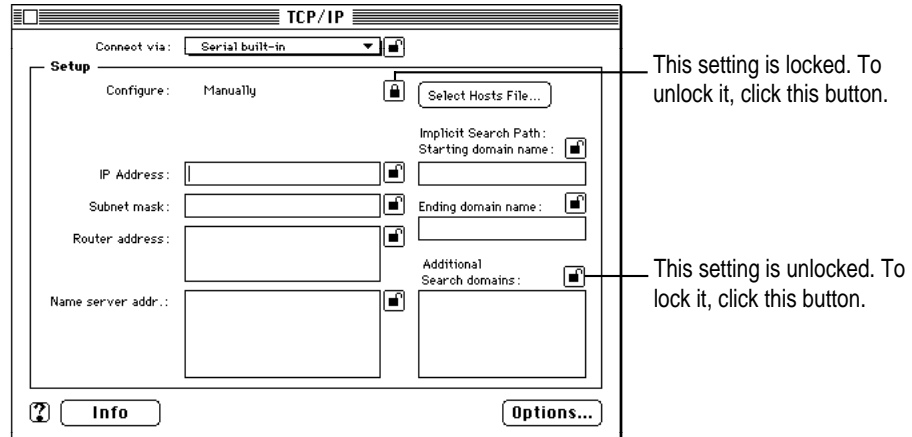 TCP/IP
Connect via: Serial built-in
Setup
Configure: Manually
Select Hosts File...
This setting is locked. To
unlock it, click this button.
Implicit Search Path:
Starting domain name:
IP Address:
Subnet mask:
Ending domain name:
Router address:
Additional
Search domains:
This setting is unlocked. To
lock it, click this button.
Name server addr.:
?
Info
Options...